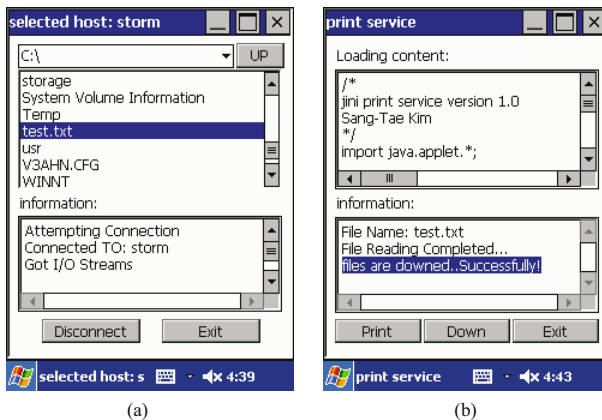 selected host: storm
C:\
UP
storage
System Volume Information
Temp
test.txt
usr
V3AHN.CFG
WINNT
information:
Attempting Connection
Connected TO: storm
Got I/O Streams
Disconnect
Exit
selected host: s
4:39
(a)
print service
Loading content:
/*
jini print service version 1.0
Sang-Tae Kim
*/
import java.applet.*;
information:
File Name: test.txt
File Reading Completed...
files are downed..Successfully!
Print
Down
Exit
print service
4:43
(b)